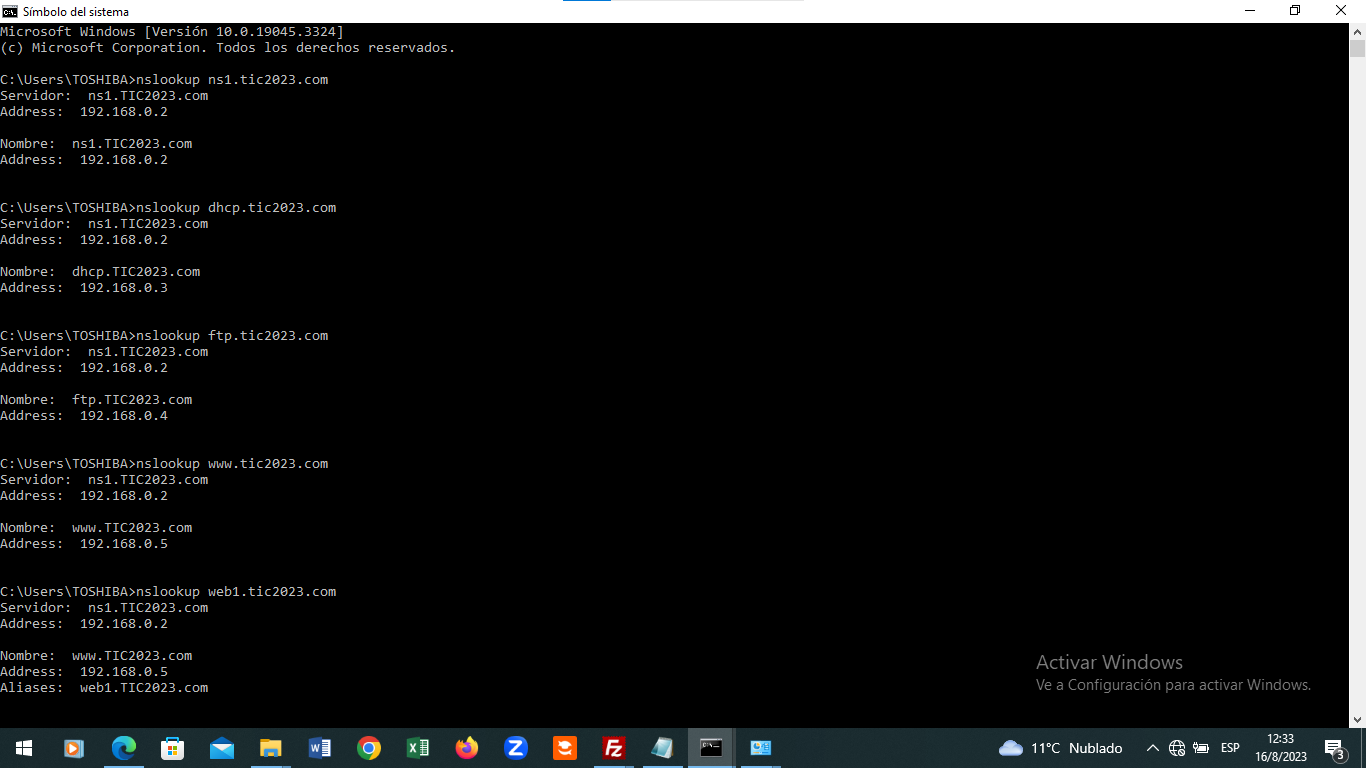 Símbolo del sistema
Microsoft Windows [Versión 10.0.19045.3324]
(c) Microsoft Corporation. Todos los derechos reservados.
C:\Users\TOSHIBA>nslookup ns1.tic2023.com
Servidor:  ns1.TIC2023.com
Address:  192.168.0.2
Nombre:  ns1.TIC2023.com
Address:  192.168.0.2
C:\Users\TOSHIBA>nslookup dhcp.tic2023.com
Servidor:  ns1.TIC2023.com
Address:  192.168.0.2
Nombre:  dhcp.TIC2023.com
Address:  192.168.0.3
C:\Users\TOSHIBA>nslookup ftp.tic2023.com
Servidor:  ns1.TIC2023.com
Address:  192.168.0.2
Nombre:  ftp.TIC2023.com
Address:  192.168.0.4
C:\Users\TOSHIBA>nslookup www.tic2023.com
Servidor:  ns1.TIC2023.com
Address:  192.168.0.2
Nombre:  www.TIC2023.com
Address:  192.168.0.5
C:\Users\TOSHIBA>nslookup web1.tic2023.com
Servidor:  ns1.TIC2023.com
Address:  192.168.0.2
Nombre:  www.TIC2023.com
Address:  192.168.0.5
Aliases:  web1.TIC2023.com
Activar Windows
Ve a Configuración para activar Windows.
11°C Nublado
ESP
12:33
16/8/2023
3